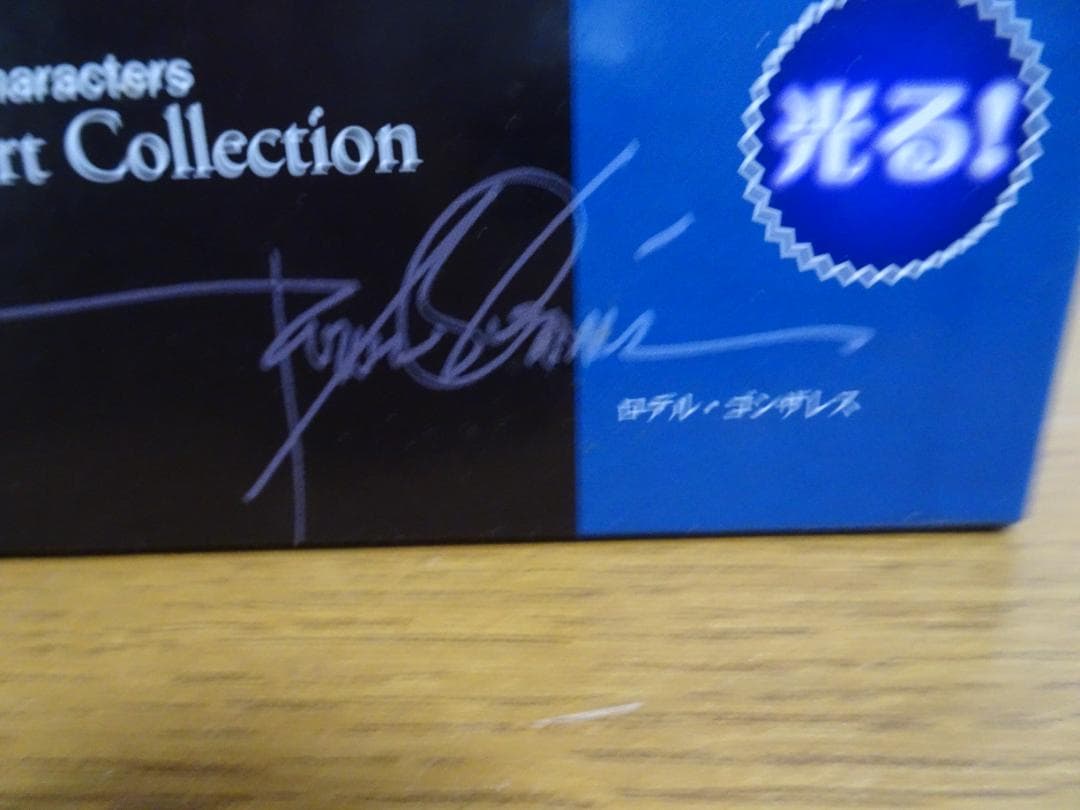 haracters
rt Collection
光る!
ロデル・ゴンザレス